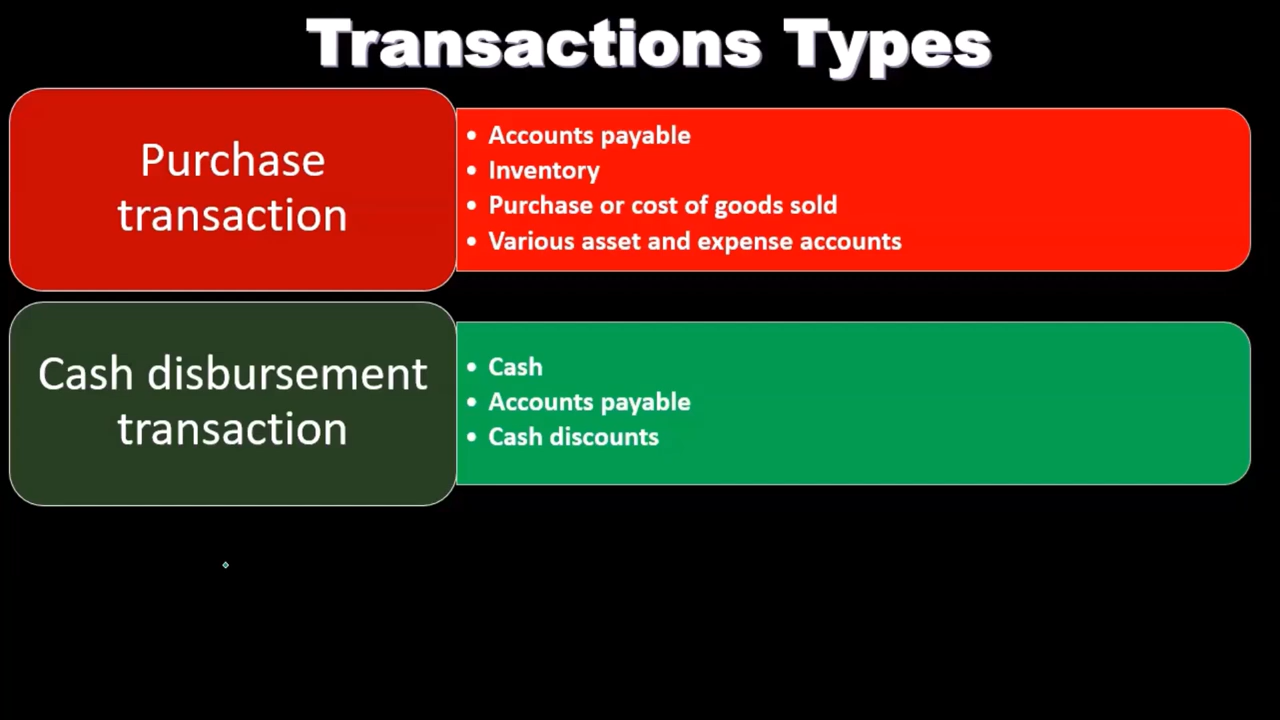 Transactions Types
Purchase
transaction
• Accounts payable
• Inventory
• Purchase or cost of goods sold
• Various asset and expense accounts
Cash disbursement
transaction
• Cash
• Accounts payable
• Cash discounts